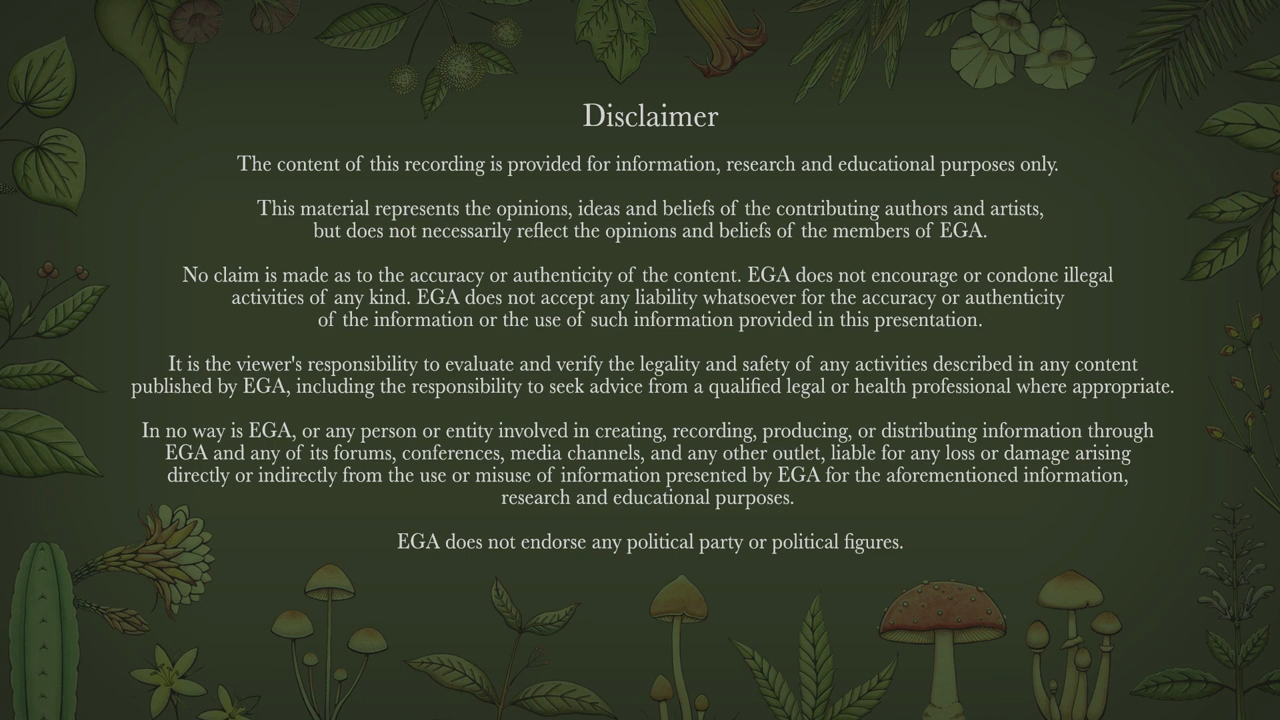 Disclaimer
The content of this recording is provided for information, research and educational purposes only.
This material represents the opinions, ideas and beliefs of the contributing authors and artists,
but does not necessarily reflect the opinions and beliefs of the members of EGA.
No claim is made as to the accuracy or authenticity of the content. EGA does not encourage or condone illegal
activities of any kind. EGA does not accept any liability whatsoever for the accuracy or authenticity
of the information or the use of such information provided in this presentation.
It is the viewer's responsibility to evaluate and verify the legality and safety of any activities described in any content
published by EGA, including the responsibility to seek advice from a qualified legal or health professional where appropriate.
In no way is EGA, or any person or entity involved in creating, recording, producing, or distributing information through
EGA and any of its forums, conferences, media channels, and any other outlet, liable for any loss or damage arising
directly or indirectly from the use or misuse of information presented by EGA for the aforementioned information,
research and educational purposes.
EGA does not endorse any political party or political figures.